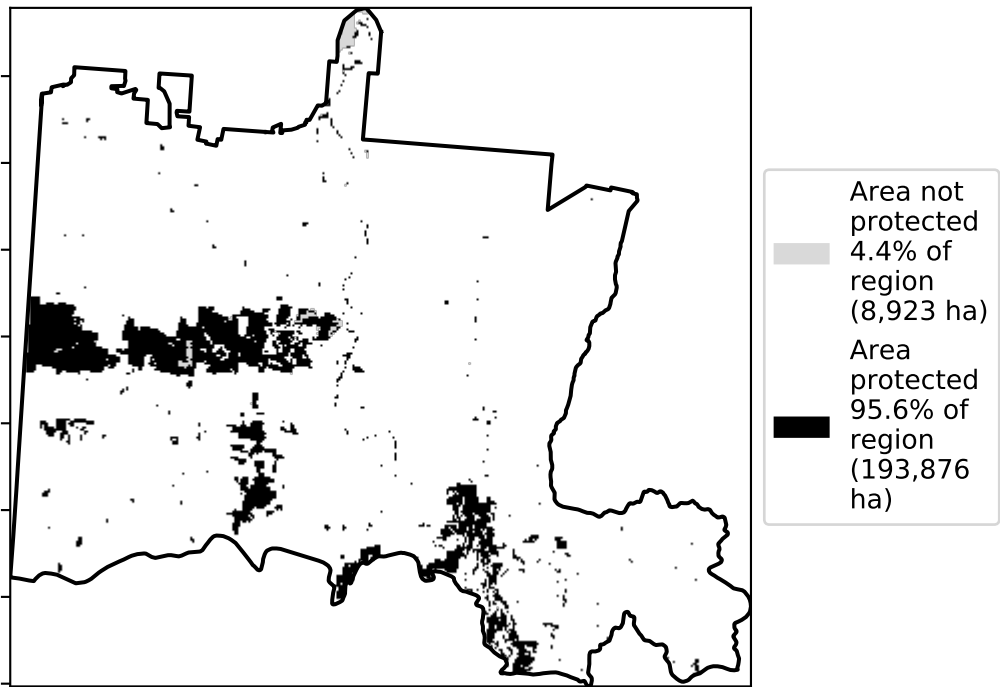 Area not
protected
4.4% of
region
(8,923 ha)
Area
protected
95.6% of
region
(193,876
ha)